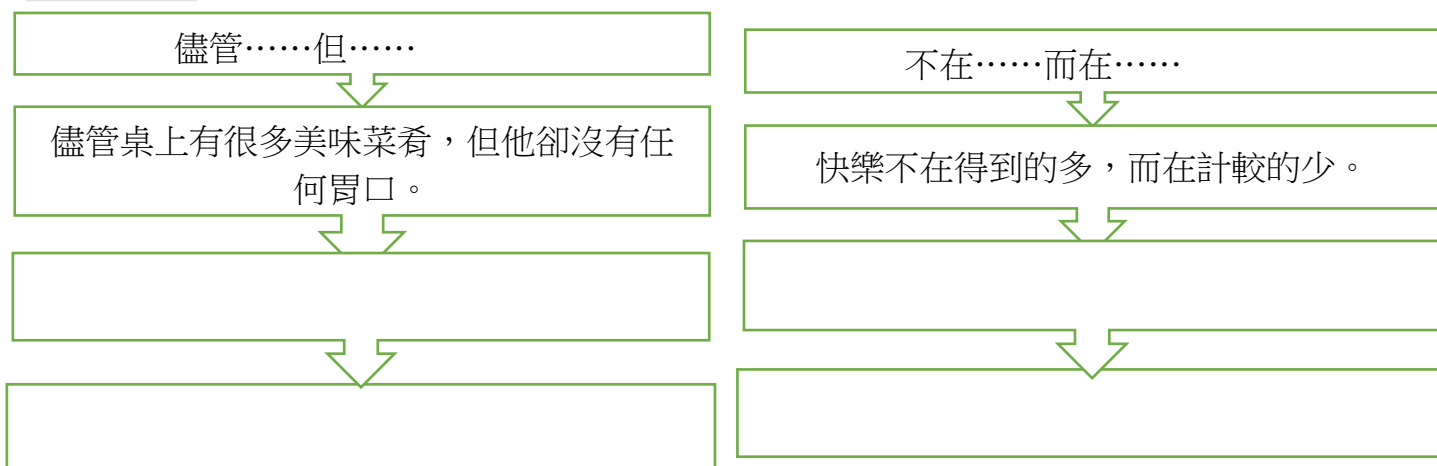 儘管⋯⋯但⋯⋯
儘管桌上有很多美味菜肴，但他卻沒有任
何胃口。
不在⋯⋯而在⋯⋯
快樂不在得到的多，而在計較的少。